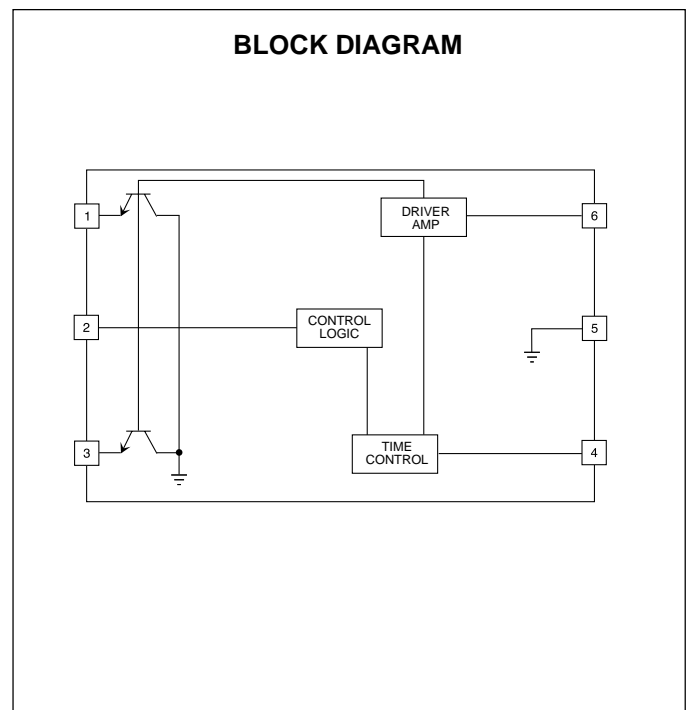 BLOCK DIAGRAM
1
DRIVER
AMP
6
2
CONTROL
LOGIC
5
3
TIME
CONTROL
4